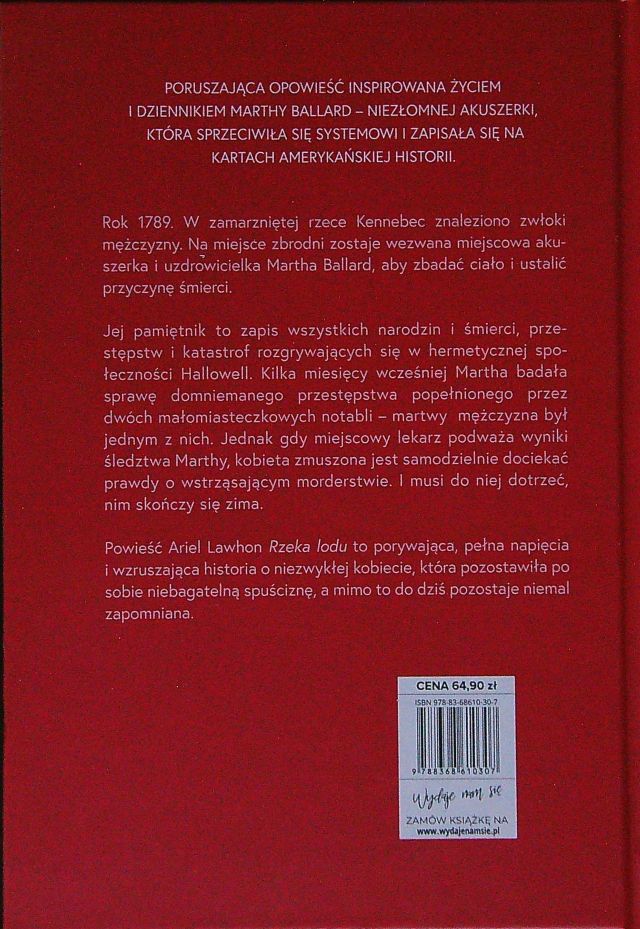 PORUSZAJĄCA OPOWIEŚĆ INSPIROWANA ŻYCIEM
I DZIENNIKIEM MARTHY BALLARD – NIEZŁOMNEJ AKUSZERKI,
KTÓRA SPRZECIWIŁA SIĘ SYSTEMOWI I ZAPISAŁA SIĘ NA
KARTACH AMERYKAŃSKIEJ HISTORII.
Rok 1789. W zamarzniętej rzece Kennebec znaleziono zwłoki
mężczyzny. Na miejsce zbrodni zostaje wezwana miejscowa aku-
szerka i uzdrowicielka Martha Ballard, aby zbadać ciało i ustalić
przyczynę śmierci.
Jej pamiętnik to zapis wszystkich narodzin i śmierci, prze-
stępstw i katastrof rozgrywających się w hermetycznej spo-
łeczności Hallowell. Kilka miesięcy wcześniej Martha badała
sprawę domniemanego przestępstwa popełnionego przez
dwóch małomiasteczkowych notabli – martwy mężczyzna był
jednym z nich. Jednak gdy miejscowy lekarz podważa wyniki
śledztwa Marthy, kobieta zmuszona jest samodzielnie dociekać
prawdy o wstrząsającym morderstwie. I musi do niej dotrzeć,
nim skończy się zima.
Powieść Ariel Lawhon Rzeka lodu to porywająca, pełna napięcia
i wzruszająca historia o niezwykłej kobiecie, która pozostawiła po
sobie niebagatelną spuściznę, a mimo to do dziś pozostaje niemal
zapomniana.
CENA 64,90 zł
ISBN 978-83-68610-30-7
9 788368 610307
Wydaje nam się
ZAMÓW KSIĄŻKĘ NA
www.wydajenamsie.pl